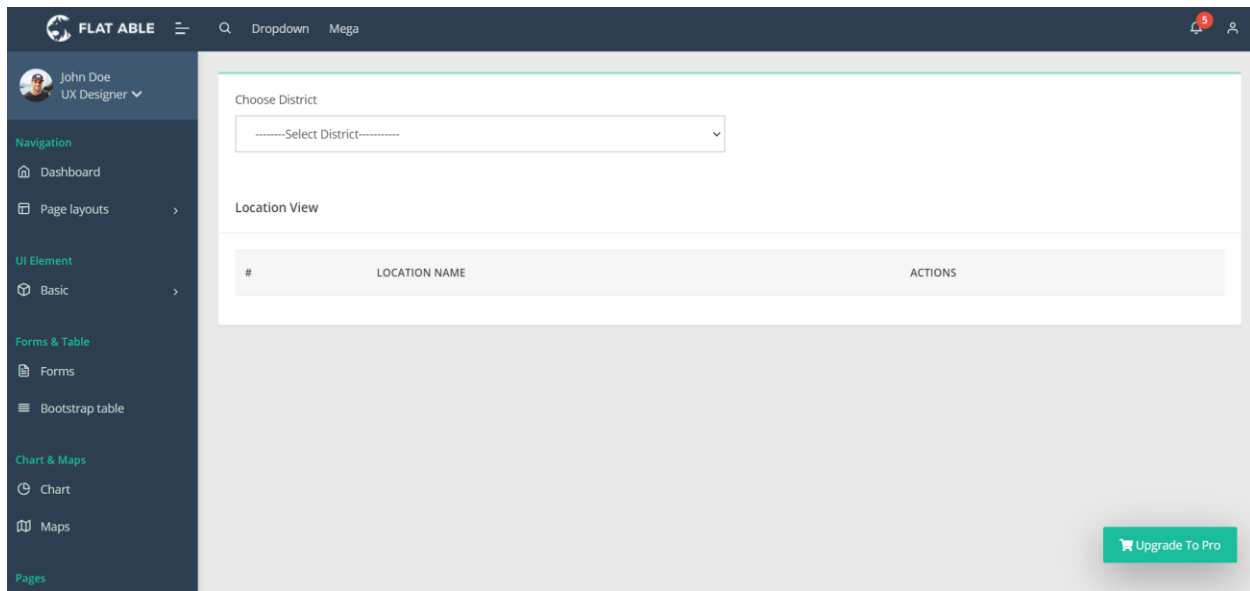 FLAT ABLE
Dropdown Mega
5
John Doe
UX Designer
Navigation
Dashboard
Page layouts
UI Element
Basic
Forms & Table
Forms
Bootstrap table
Chart & Maps
Chart
Maps
Pages
Choose District
--------Select District-----------
Location View
# LOCATION NAME ACTIONS
Upgrade To Pro